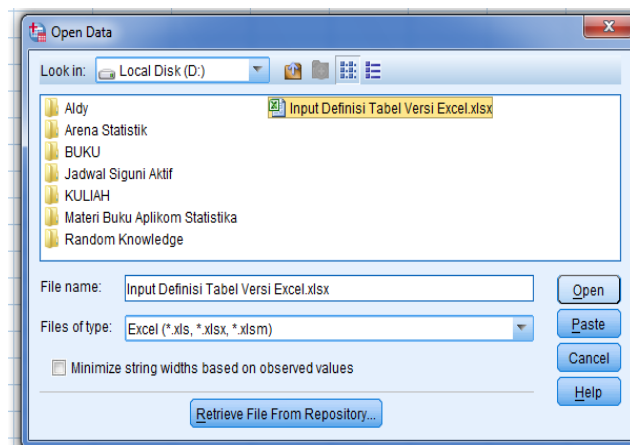 Open Data
Look in: Local Disk (D:)
Aldy
Arena Statistik
BUKU
Jadwal Siguni Aktif
KULIAH
Materi Buku Aplikom Statistika
Random Knowledge
Input Definisi Tabel Versi Excel.xlsx
File name: Input Definisi Tabel Versi Excel.xlsx Open
Files of type: Excel (*.xls, *.xlsx, *.xlsm) Paste
Minimize string widths based on observed values Cancel
Help
Retrieve File From Repository...